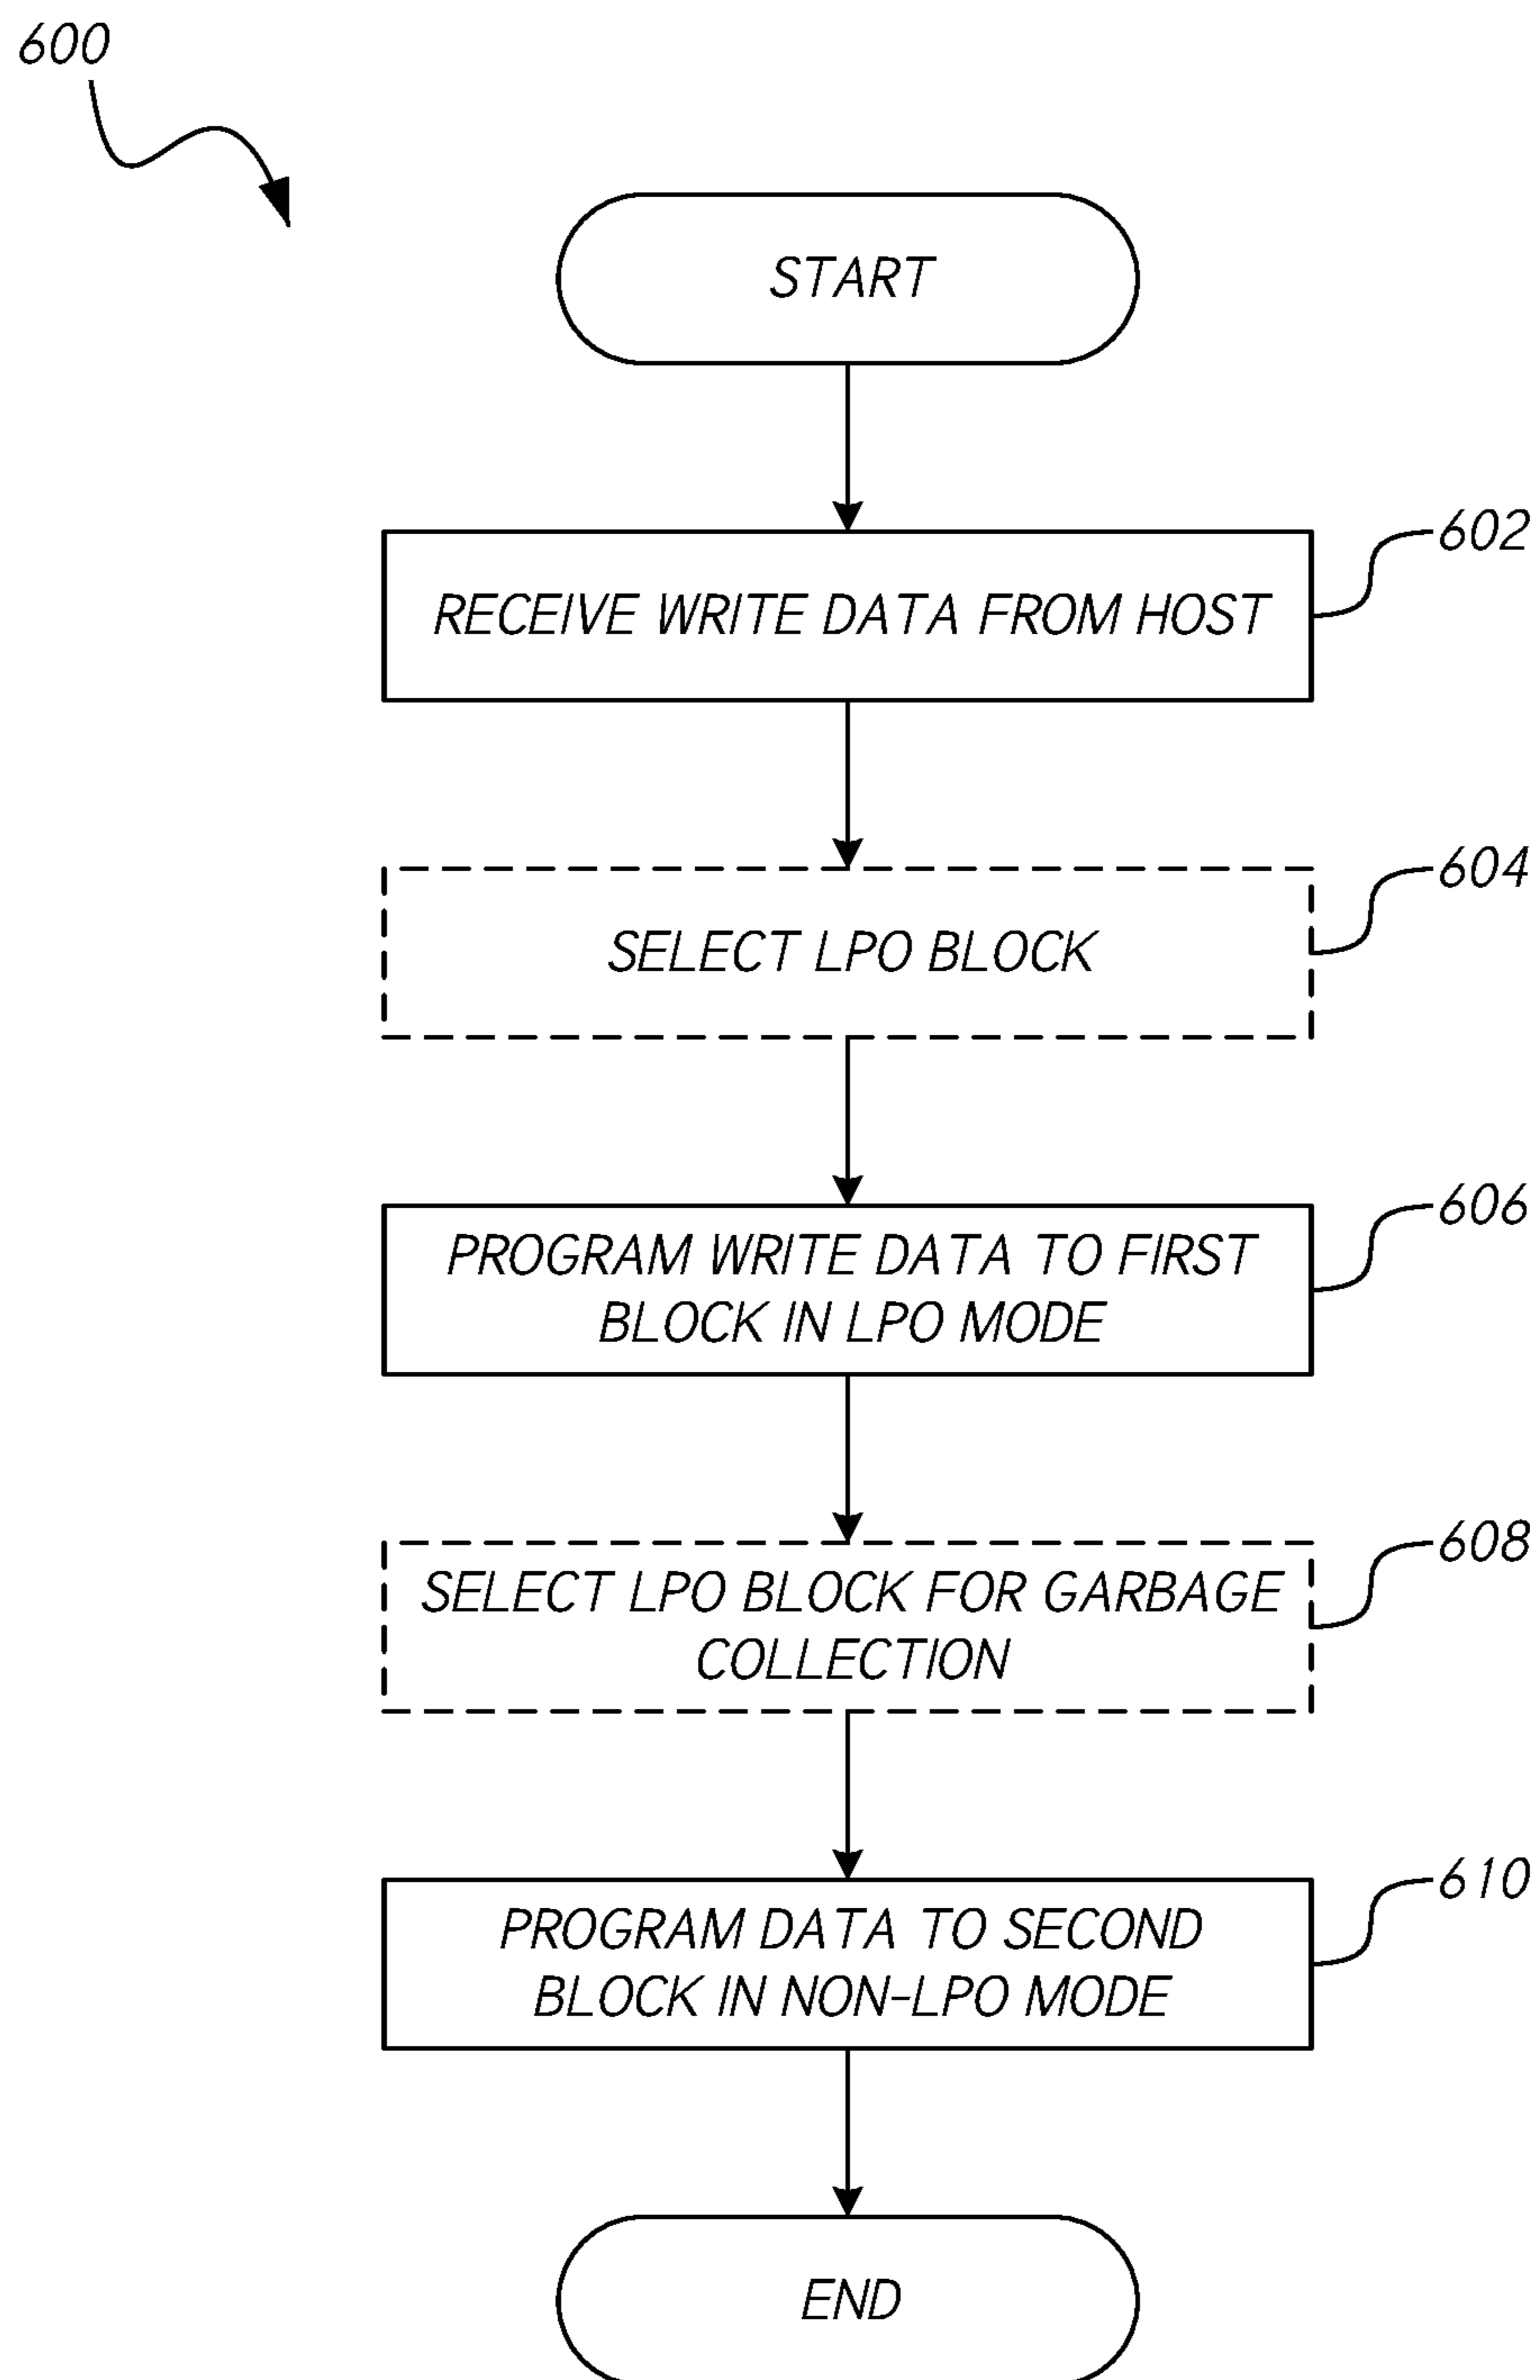 600
START
RECEIVE WRITE DATA FROM HOST
602
SELECT LPO BLOCK
604
PROGRAM WRITE DATA TO FIRST
BLOCK IN LPO MODE
606
SELECT LPO BLOCK FOR GARBAGE
COLLECTION
608
PROGRAM DATA TO SECOND
BLOCK IN NON-LPO MODE
610
END